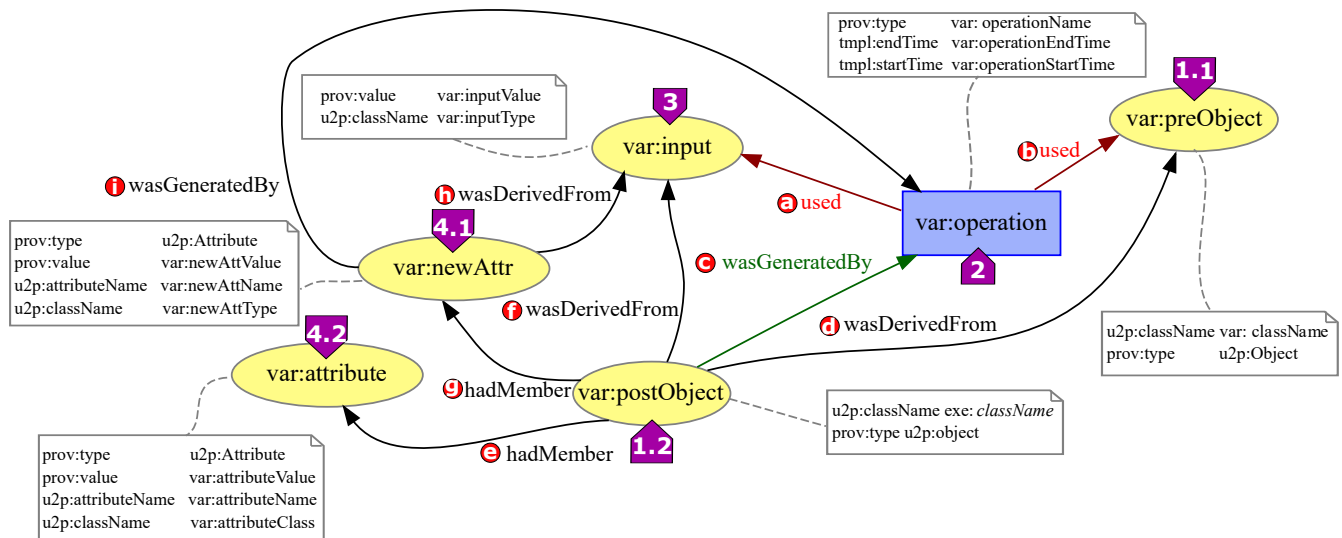 prov:type var: operationName
tmpl:endTime var:operationEndTime
tmpl:startTime var:operationStartTime
1.1
var:preObject
prov:value var:inputValue
u2p:className var:inputType
3
var:input
b used
i wasGeneratedBy
h wasDerivedFrom
a used
var:operation
2
4.1
var:newAttr
prov:type u2p:Attribute
prov:value var:newAttValue
u2p:attributeName var:newAttName
u2p:className var:newAttType
c wasGeneratedBy
f wasDerivedFrom
d wasDerivedFrom
u2p:className var: className
prov:type u2p:Object
4.2
var:attribute
g hadMember
var:postObject
1.2
u2p:className exe: className
prov:type u2p:object
e hadMember
prov:type u2p:Attribute
prov:value var:attributeValue
u2p:attributeName var:attributeName
u2p:className var:attributeClass